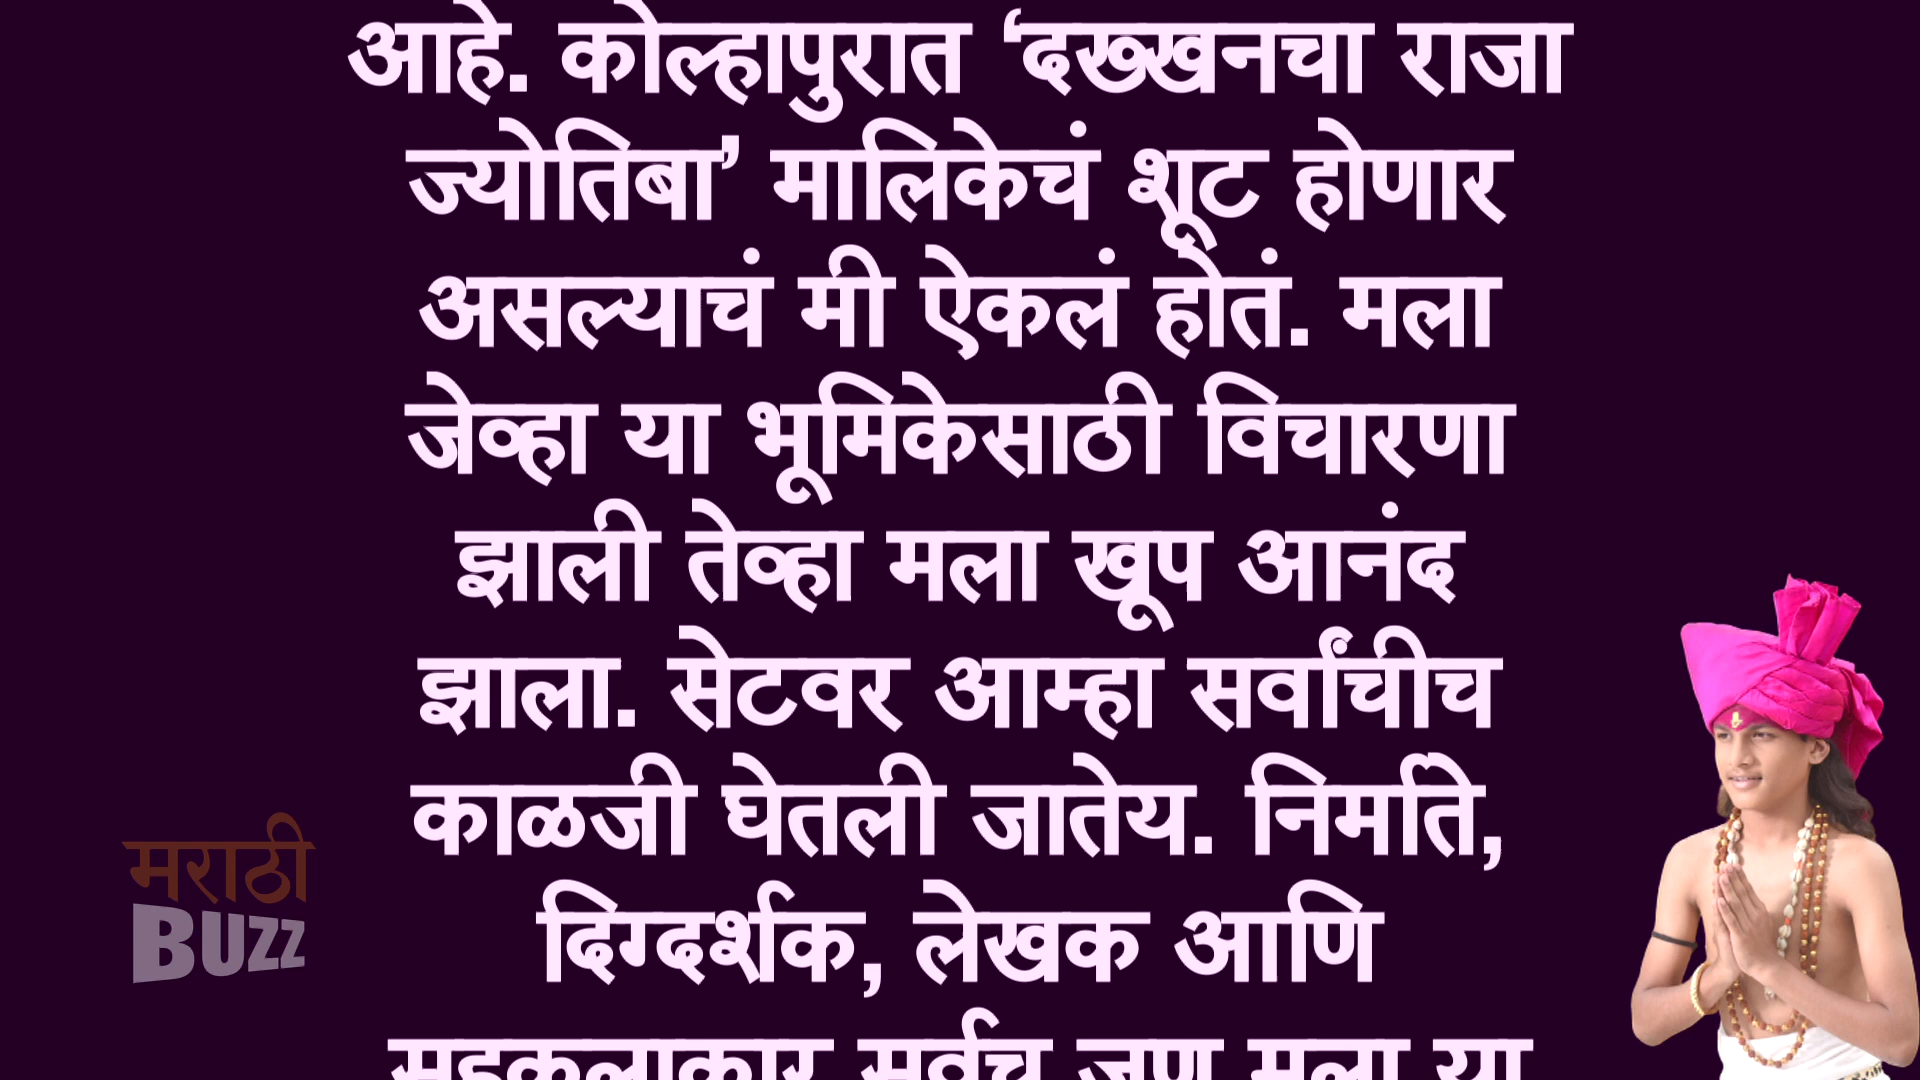 आहे. कोल्हापुरात ‘दख्खनचा राजा
ज्योतिबा’ मालिकेचं शूट होणार
असल्याचं मी ऐकलं होतं. मला
जेव्हा या भूमिकेसाठी विचारणा
झाली तेव्हा मला खूप आनंद
झाला. सेटवर आम्हा सर्वांचीच
काळजी घेतली जातेय. निर्माते,
दिग्दर्शक, लेखक आणि
सहकलाकार सर्वच जण मला या
मराठी
BUZZ